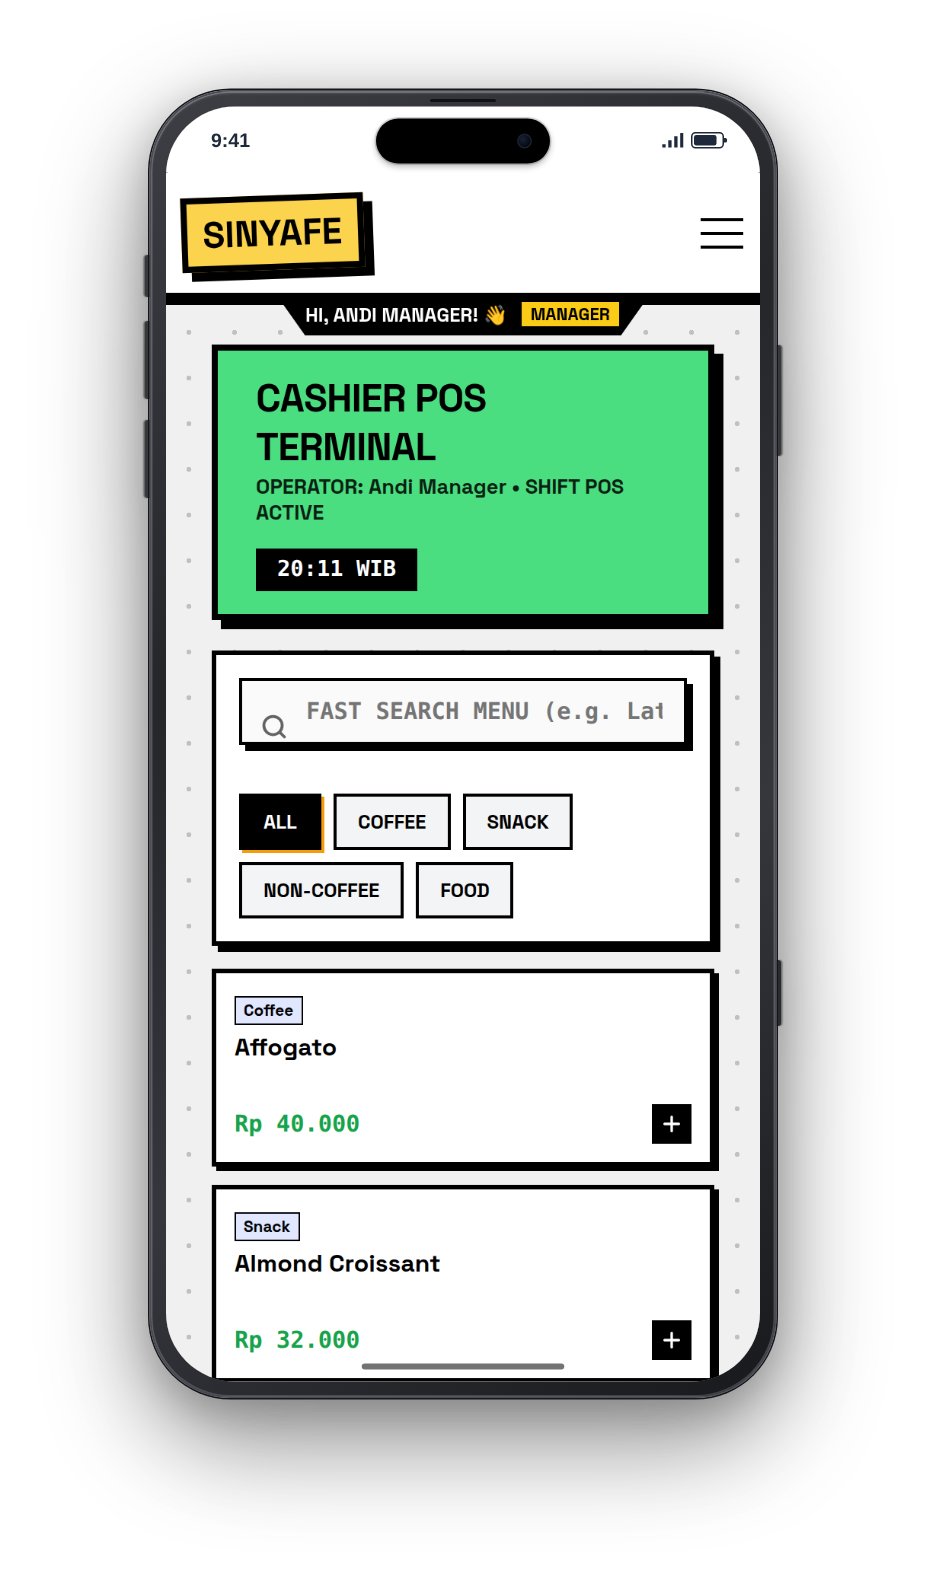 9:41
SINYAFE
HI, ANDI MANAGER! 👋 MANAGER
CASHIER POS
TERMINAL
OPERATOR: Andi Manager • SHIFT POS
ACTIVE
20:11 WIB
FAST SEARCH MENU (e.g. Lat
ALL COFFEE SNACK
NON-COFFEE FOOD
Coffee
Affogato
Rp 40.000 +
Snack
Almond Croissant
Rp 32.000 +